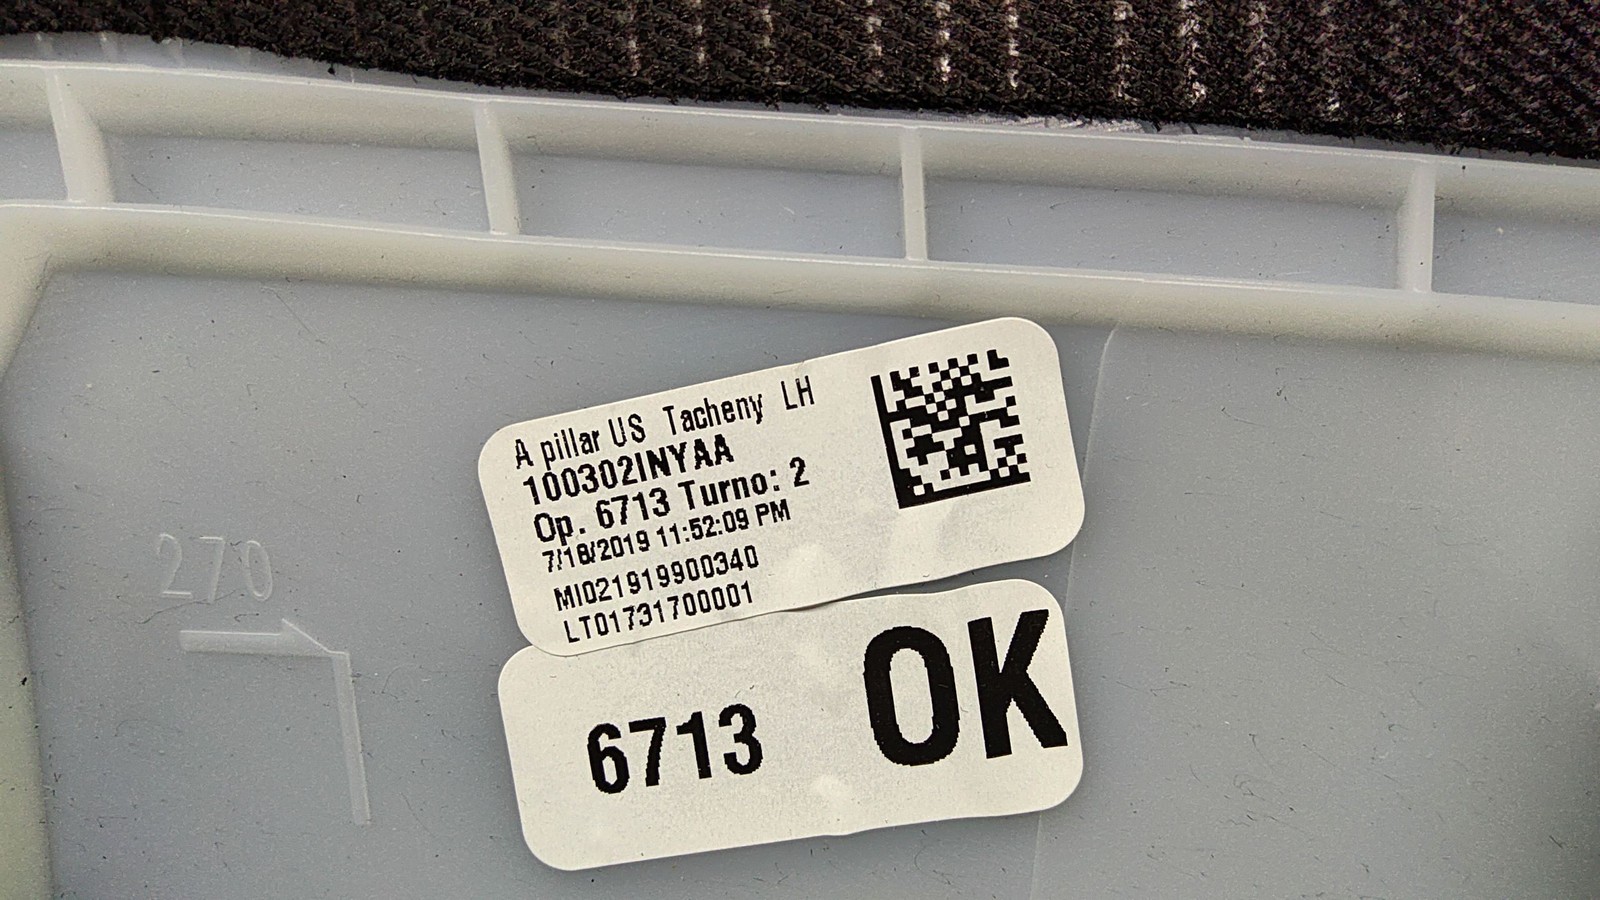 A pillar US Tacheny LH
100302INYAA
Op. 6713 Turno: 2
7/18/2019 11:52:09 PM
MI021919900340
LT01731700001
6713 OK
270